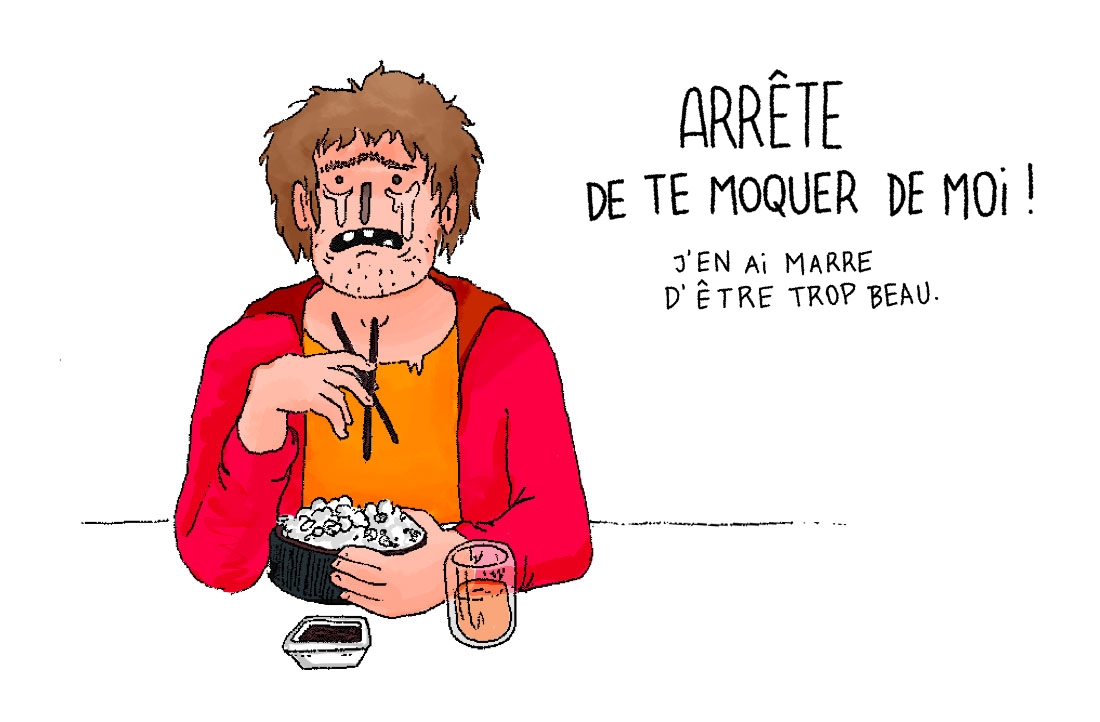 ARRÊTE
DE TE MOQUER DE MOi !
J'EN Ai MARRE
D'ÊTRE TROP BEAU.